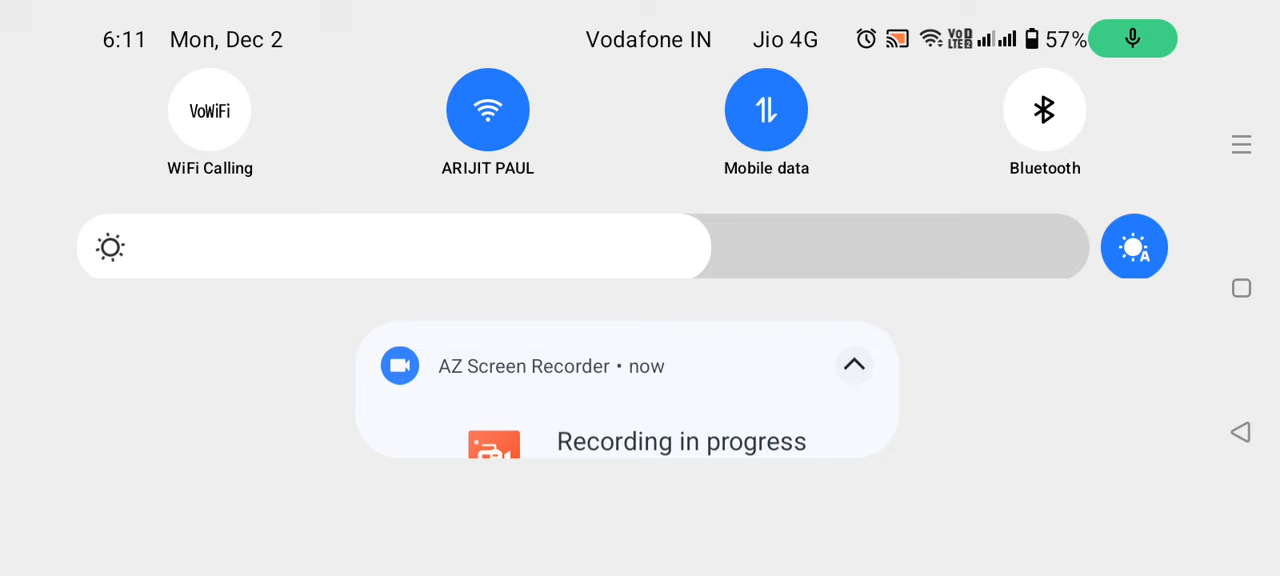 6:11 Mon, Dec 2 Vodafone IN Jio 4G 57%
VoWiFi
WiFi Calling ARIJIT PAUL Mobile data Bluetooth
AZ Screen Recorder • now
Recording in progress